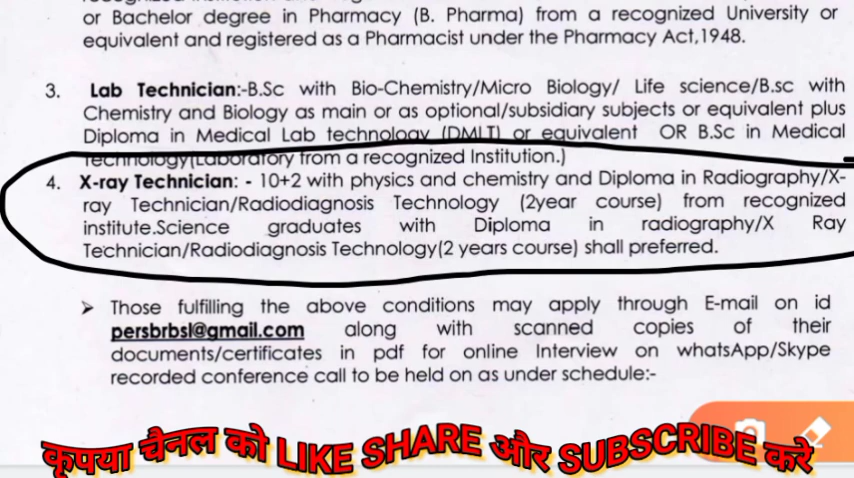 or Bachelor degree in Pharmacy (B. Pharma) from a recognized University or
equivalent and registered as a Pharmacist under the Pharmacy Act,1948.
3. Lab Technician:-B.Sc with Bio-Chemistry/Micro Biology/ Life science/B.sc with
Chemistry and Biology as main or as optional/subsidiary subjects or equivalent plus
Diploma in Medical Lab technology (DMLT) or equivalent OR B.Sc in Medical
Technology(Laboratory from a recognized Institution.)
4. X-ray Technician: - 10+2 with physics and chemistry and Diploma in Radiography/X-
ray Technician/Radiodiagnosis Technology (2year course) from recognized
institute.Science graduates with Diploma in radiography/X Ray
Technician/Radiodiagnosis Technology(2 years course) shall preferred.
➢ Those fulfilling the above conditions may apply through E-mail on id
persbrbsl@gmail.com along with scanned copies of their
documents/certificates in pdf for online Interview on whatsApp/Skype
recorded conference call to be held on as under schedule:-
कृपया चैनल को LIKE SHARE और SUBSCRIBE करे